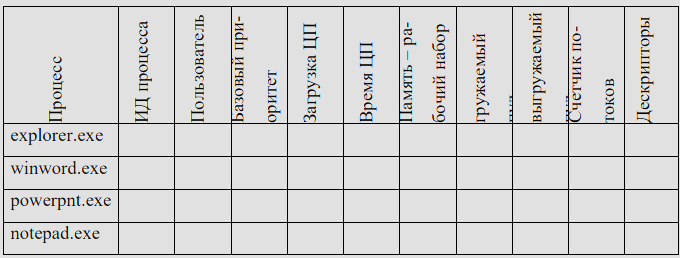 Процесс
ИД процесса
Пользователь
Базовый при-
оритет
Загрузка ЦП
Время ЦП
Память – ра-
бочий набор
гружаемый
выгружаемый
Счетчик по-
токов
Дескрипторы
explorer.exe
winword.exe
powerpnt.exe
notepad.exe